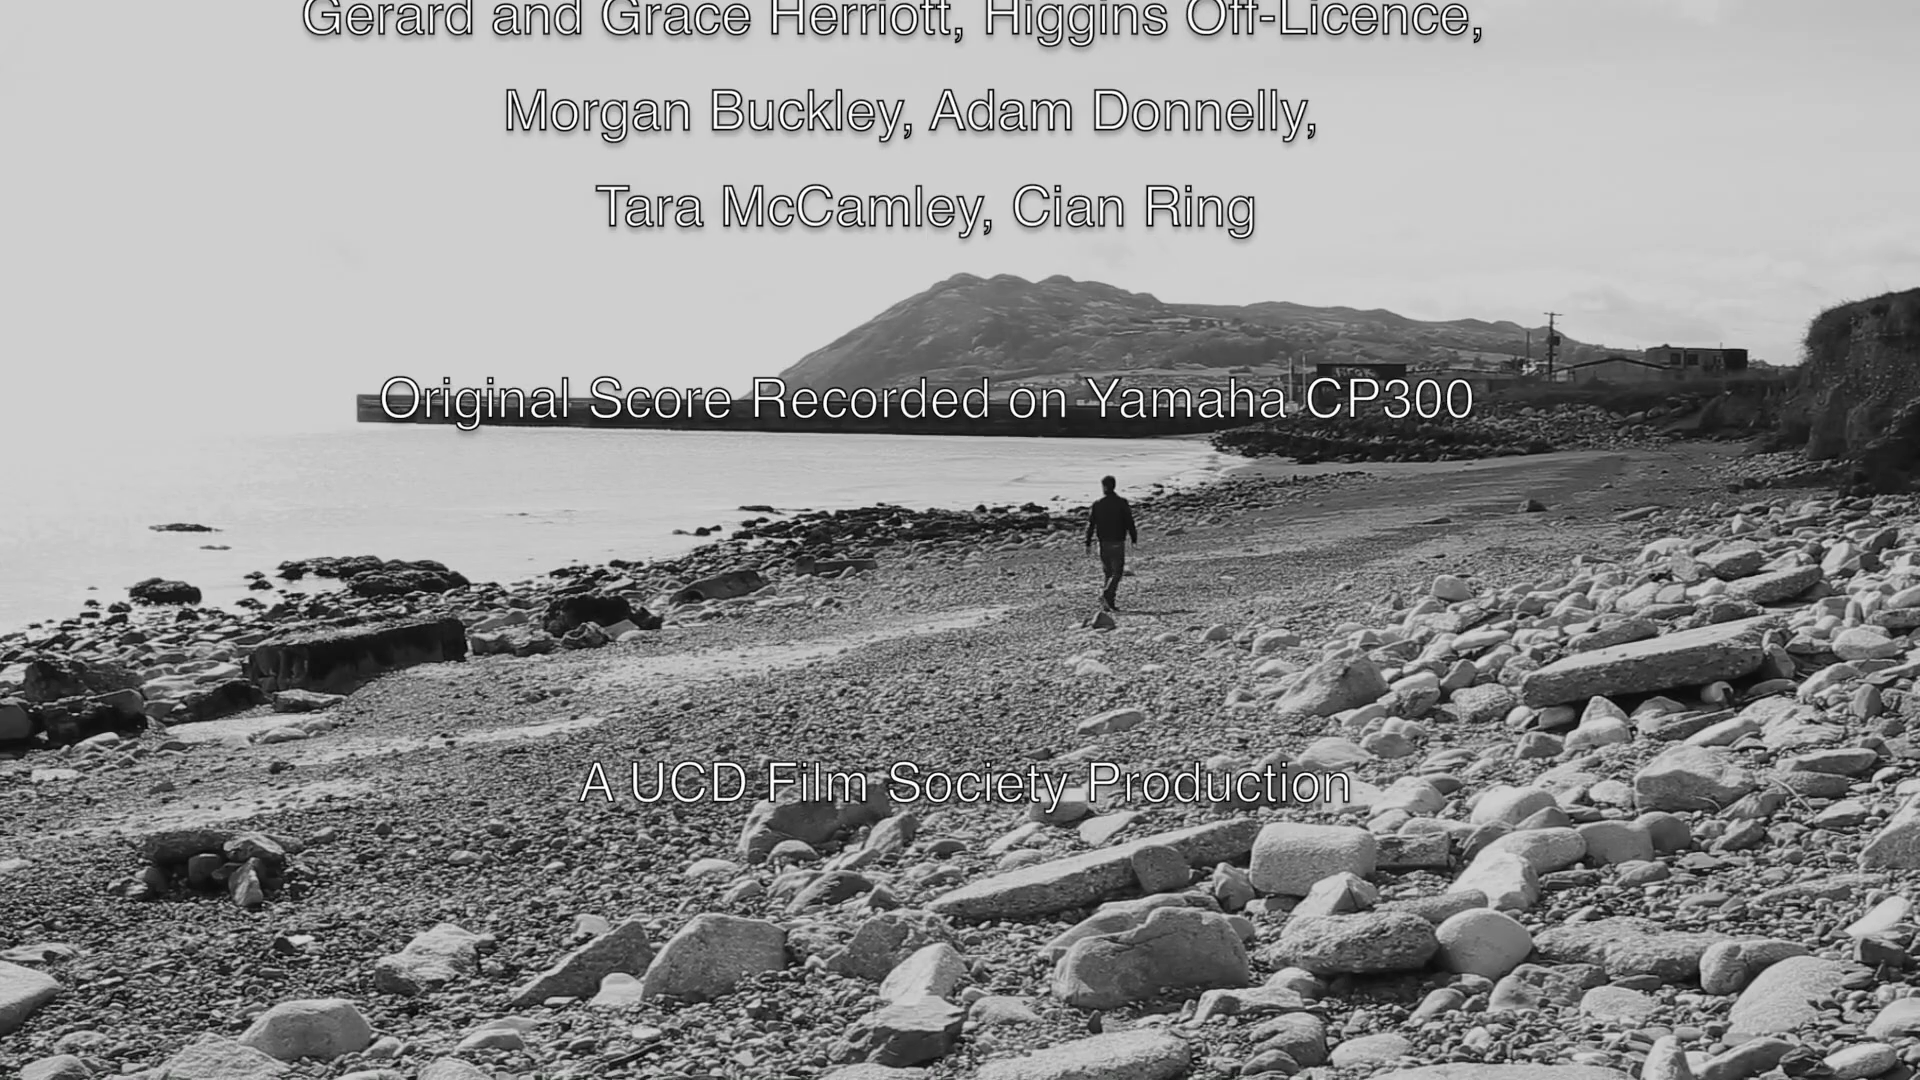 Gerard and Grace Herriott, Higgins Off-Licence,
Morgan Buckley, Adam Donnelly,
Tara McCamley, Cian Ring
Original Score Recorded on Yamaha CP300
A UCD Film Society Production